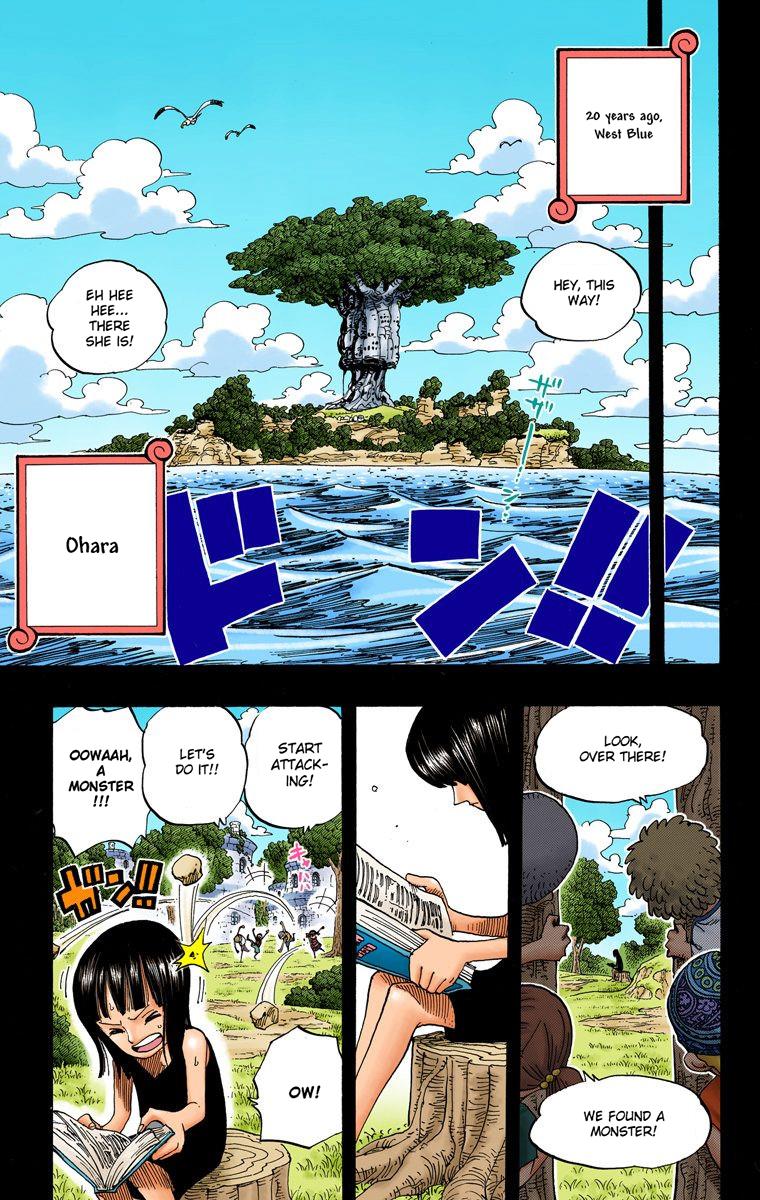 20 years ago,
West Blue
HEY, THIS
WAY!
EH HEE
HEE...
THERE
SHE IS!
ザザ
ーン
Ohara
ドン!!
LOOK,
OVER THERE!
WE FOUND A
MONSTER!
START
ATTACK-
ING!
LET'S
DO IT!!
OOWAAH,
A
MONSTER
!!!
ガン!!
OW!